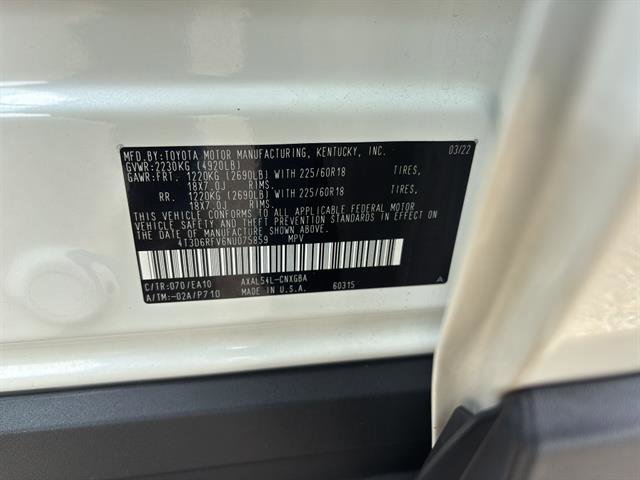 MFD.BY:TOYOTA MOTOR MANUFACTURING, KENTUCKY, INC. 03/22
GVWR:2230KG (4920LB)
GAWR:FRT. 1220KG (2690LB) WITH 225/60R18 TIRES,
18X7.0J RIMS.
RR. 1220KG (2690LB) WITH 225/60R18 TIRES,
18X7.0J RIMS.
THIS VEHICLE CONFORMS TO ALL APPLICABLE FEDERAL MOTOR
VEHICLE SAFETY AND THEFT PREVENTION STANDARDS IN EFFECT
ON THE DATE OF MANUFACTURE SHOWN ABOVE.
4T3D6RFV6NU075859 MPV
C/TR:070/EA10 AXAL54L-CNXGBA A
A/TM:-02A/P710 MADE IN U.S.A. 60315